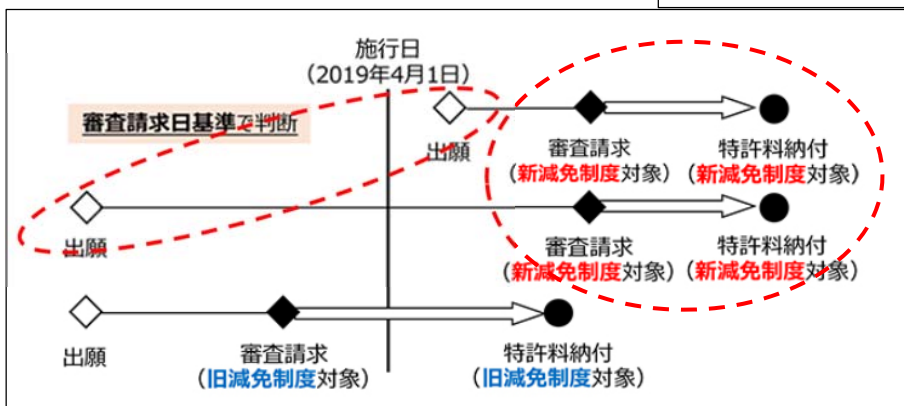 施行日
（2019年4月1日）
審査請求日基準で判断
出願
審査請求
特許料納付
（新減免制度対象）
（新減免制度対象）
出願
審査請求
特許料納付
（新減免制度対象）
（新減免制度対象）
出願
審査請求
特許料納付
（旧減免制度対象）
（旧減免制度対象）